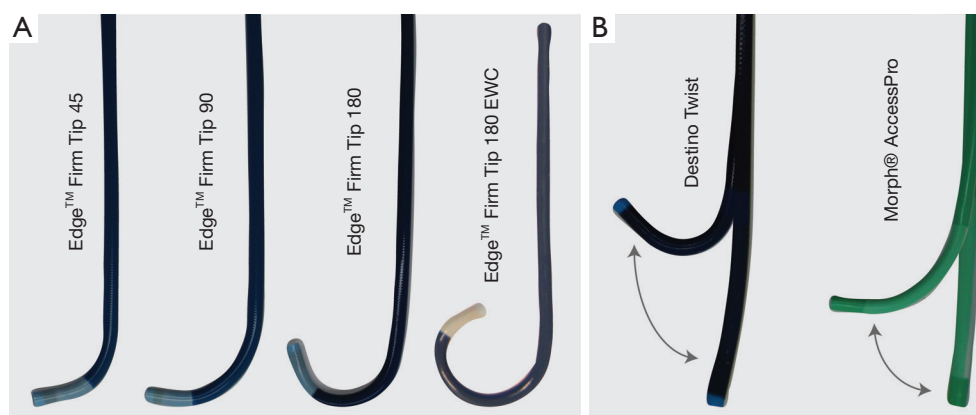 A
Edge™ Firm Tip 45
Edge™ Firm Tip 90
Edge™ Firm Tip 180
Edge™ Firm Tip 180 EWC
B
Destino Twist
Morph® AccessPro